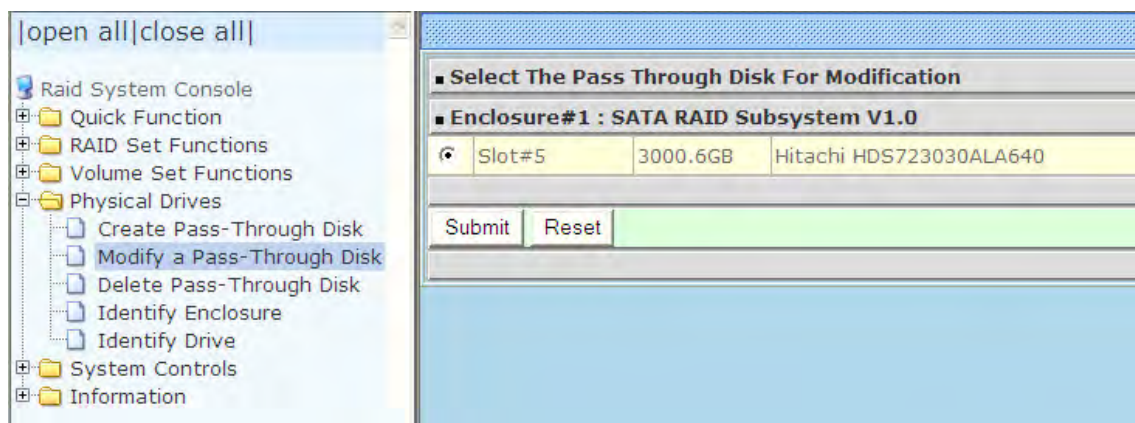 |open all|close all|
Raid System Console
Quick Function
RAID Set Functions
Volume Set Functions
Physical Drives
Create Pass-Through Disk
Modify a Pass-Through Disk
Delete Pass-Through Disk
Identify Enclosure
Identify Drive
System Controls
Information
Select The Pass Through Disk For Modification
Enclosure#1 : SATA RAID Subsystem V1.0
Slot#5 3000.6GB Hitachi HDS723030ALA640
Submit Reset